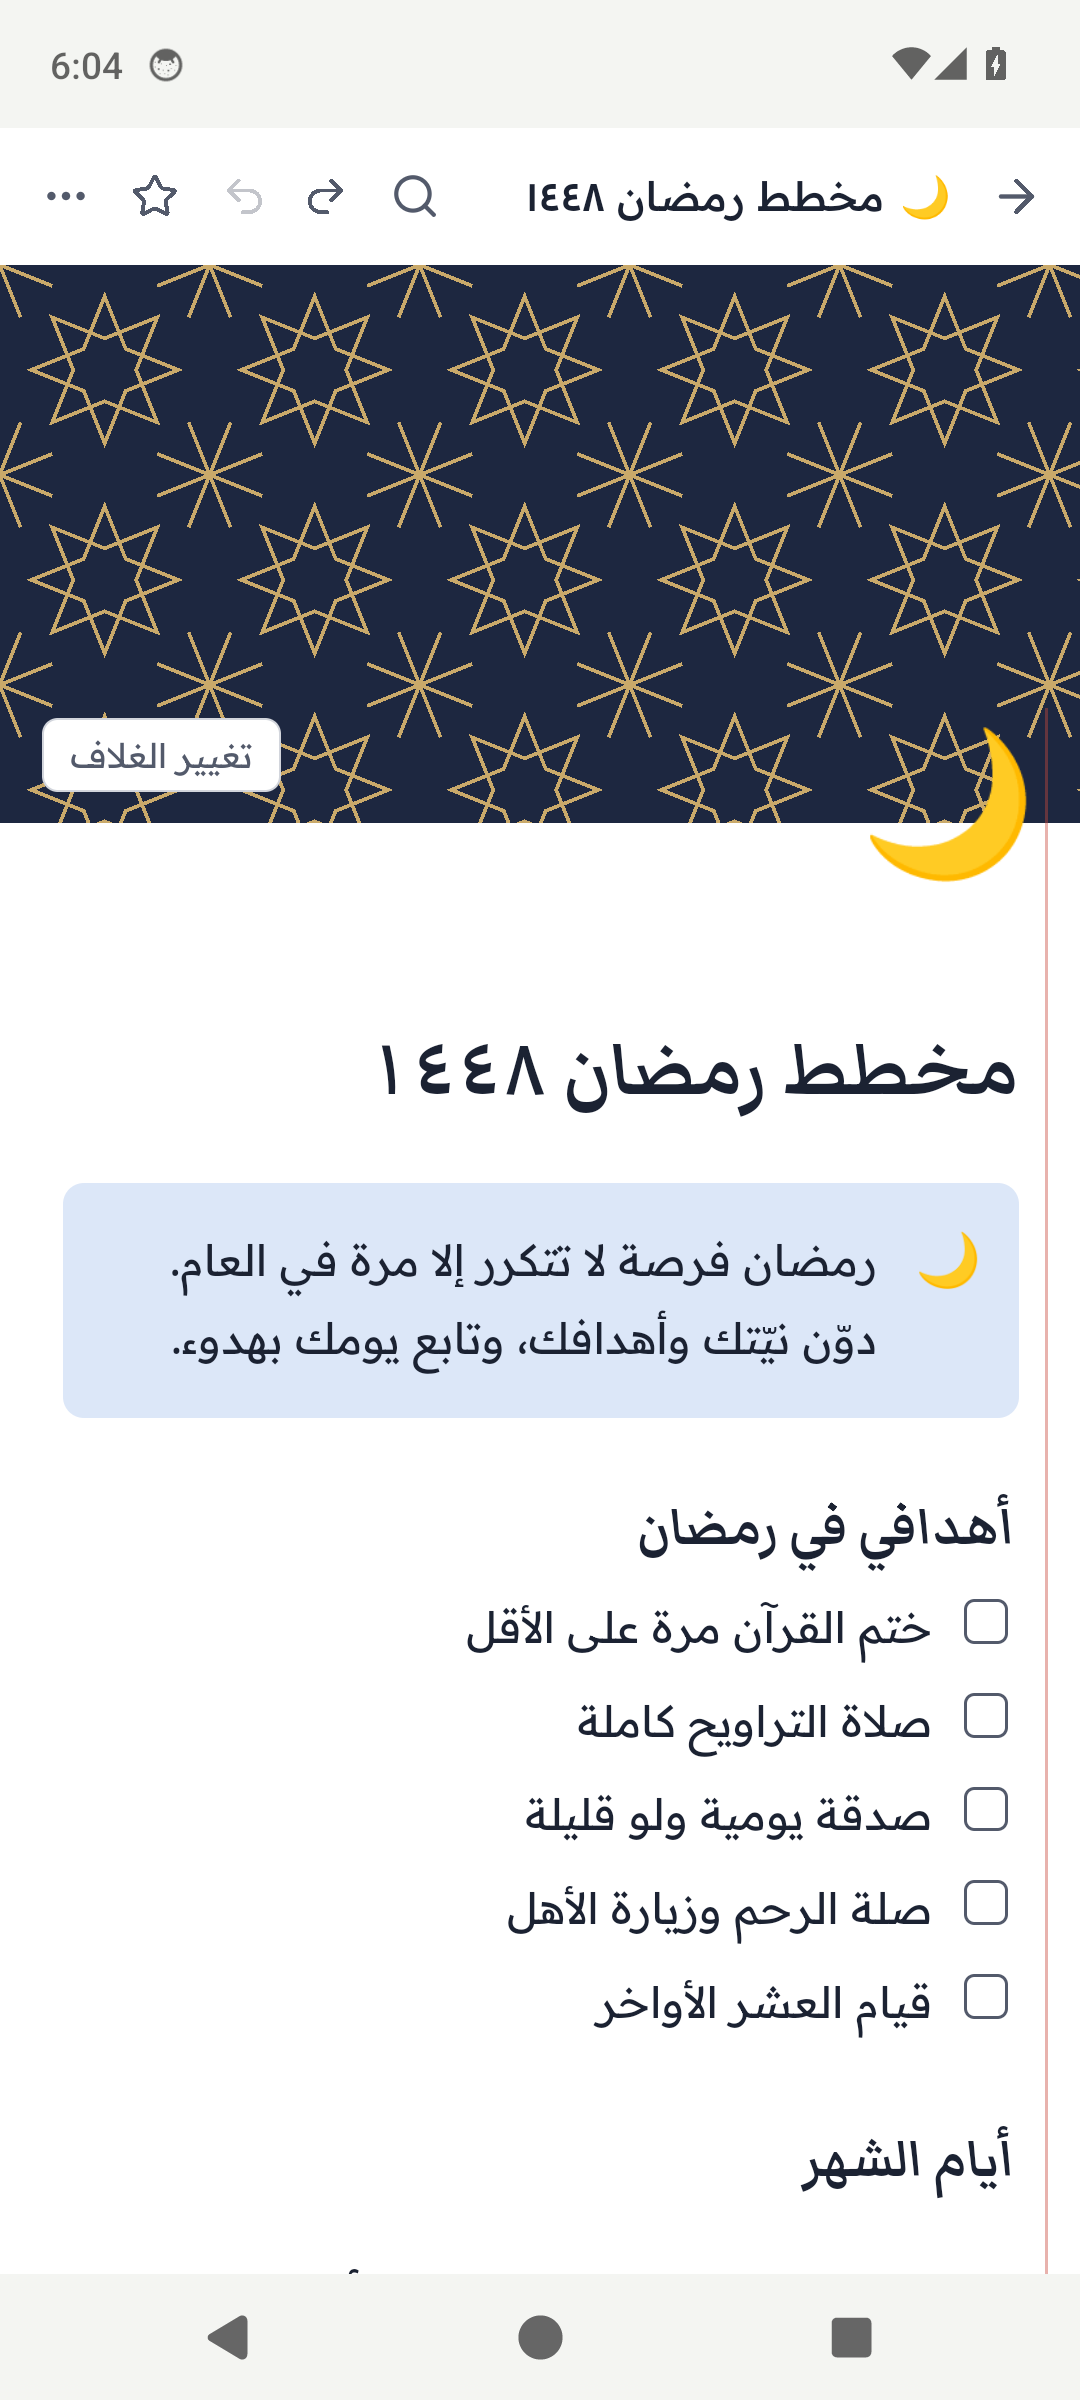 6:04
🌙 مخطط رمضان ١٤٤٨
تغيير الغلاف
🌙
مخطط رمضان ١٤٤٨
🌙 رمضان فرصة لا تتكرر إلا مرة في العام.
دوّن نيّتك وأهدافك، وتابع يومك بهدوء.
أهدافي في رمضان
ختم القرآن مرة على الأقل
صلاة التراويح كاملة
صدقة يومية ولو قليلة
صلة الرحم وزيارة الأهل
قيام العشر الأواخر
أيام الشهر